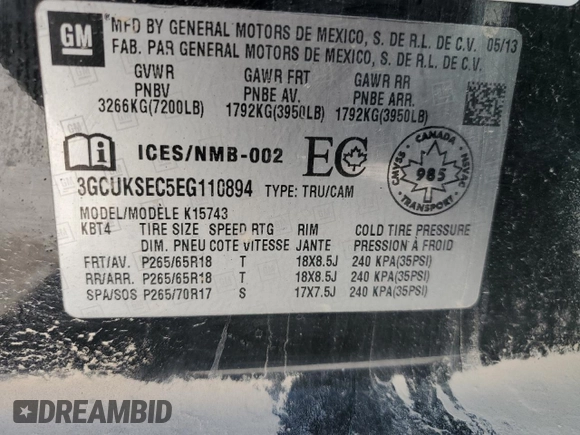 GM
*MFD BY GENERAL MOTORS DE MEXICO, S. DE R.L. DE C.V. 05/13
FAB. PAR GENERAL MOTORS DE MEXICO, S. DE R.L. DE C.V.
GVWR GAWR FRT GAWR RR
PNBV PNBE AV. PNBE ARR.
3266KG(7200LB) 1792KG(3950LB) 1792KG(3950LB)
ICES/NMB-002 EC
CANADA
CMVSS 985 NSVAC
TRANSPORT
3GCUKSEC5EG110894 TYPE: TRU/CAM
MODEL/MODÈLE K15743
KBT4 TIRE SIZE SPEED RTG RIM COLD TIRE PRESSURE
DIM. PNEU COTE VITESSE JANTE PRESSION À FROID
FRT/AV. P265/65R18 T 18X8.5J 240 KPA(35PSI)
RR/ARR. P265/65R18 T 18X8.5J 240 KPA(35PSI)
SPA/SOS P265/70R17 S 17X7.5J 240 KPA(35PSI)
DREAMBID